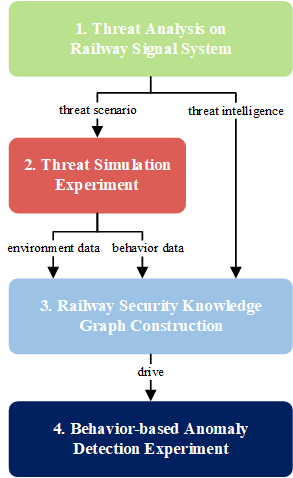 1. Threat Analysis on
Railway Signal System
threat scenario
threat intelligence
2. Threat Simulation
Experiment
environment data
behavior data
3. Railway Security Knowledge
Graph Construction
drive
4. Behavior-based Anomaly
Detection Experiment